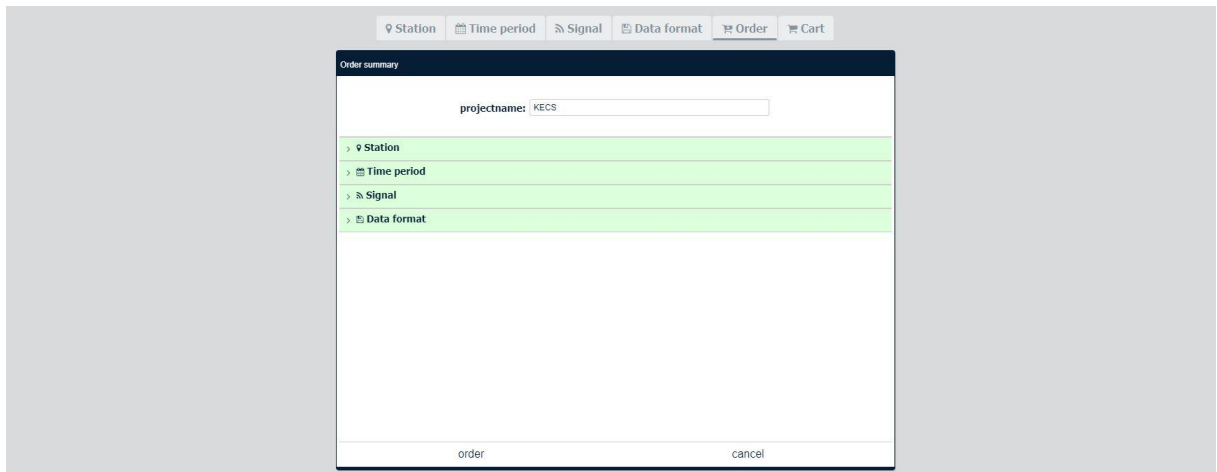 Station Time period Signal Data format Order Cart
Order summary
projectname: KECS
Station
Time period
Signal
Data format
order cancel